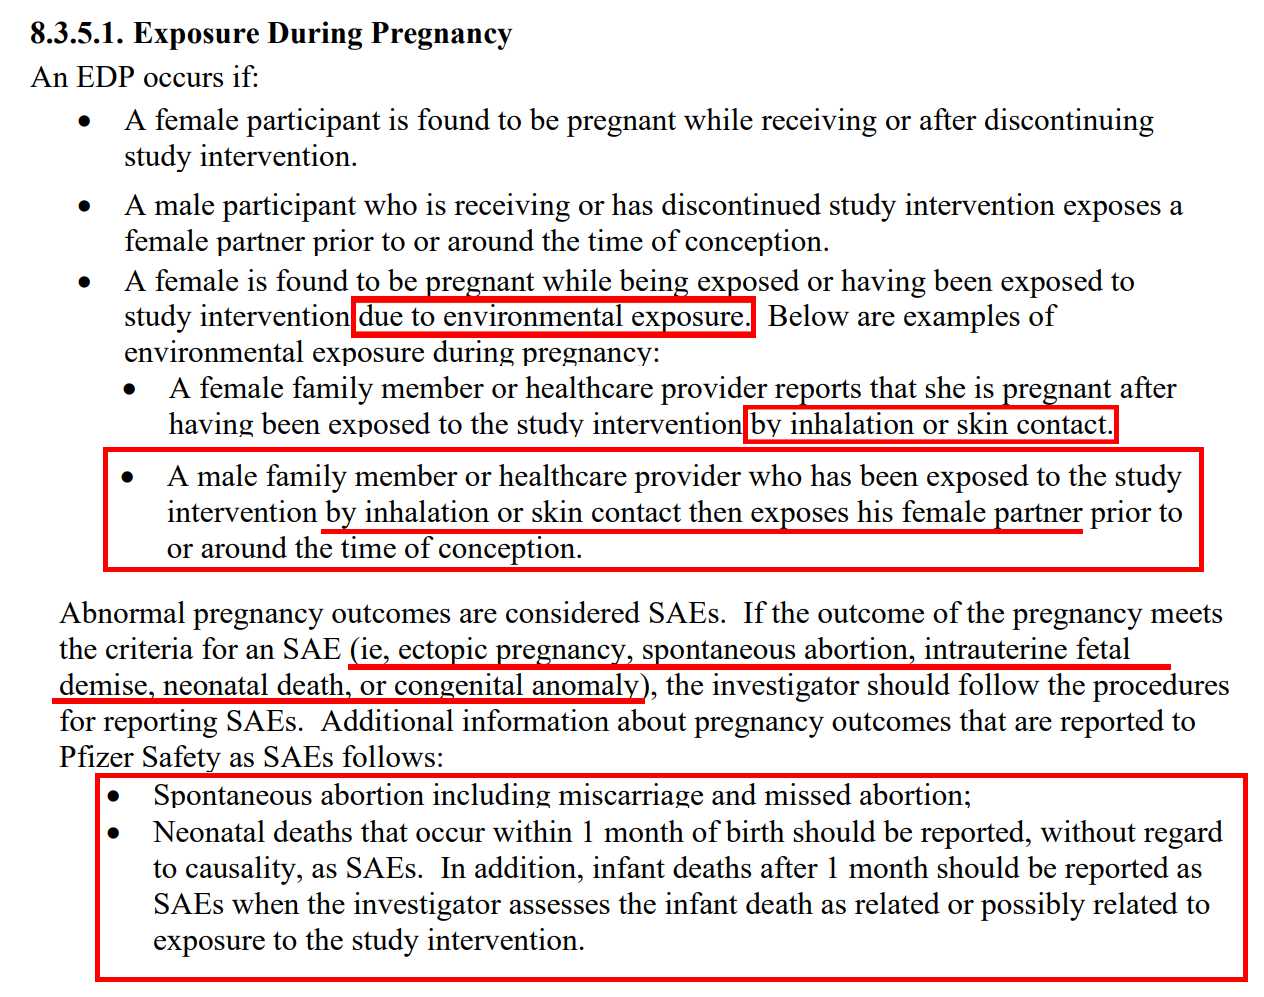 8.3.5.1. Exposure During Pregnancy
An EDP occurs if:
• A female participant is found to be pregnant while receiving or after discontinuing
study intervention.
• A male participant who is receiving or has discontinued study intervention exposes a
female partner prior to or around the time of conception.
• A female is found to be pregnant while being exposed or having been exposed to
study intervention due to environmental exposure.  Below are examples of
environmental exposure during pregnancy:
• A female family member or healthcare provider reports that she is pregnant after
having been exposed to the study intervention by inhalation or skin contact.
• A male family member or healthcare provider who has been exposed to the study
intervention by inhalation or skin contact then exposes his female partner prior to
or around the time of conception.
Abnormal pregnancy outcomes are considered SAEs.  If the outcome of the pregnancy meets
the criteria for an SAE (ie, ectopic pregnancy, spontaneous abortion, intrauterine fetal
demise, neonatal death, or congenital anomaly), the investigator should follow the procedures
for reporting SAEs.  Additional information about pregnancy outcomes that are reported to
Pfizer Safety as SAEs follows:
• Spontaneous abortion including miscarriage and missed abortion;
• Neonatal deaths that occur within 1 month of birth should be reported, without regard
to causality, as SAEs.  In addition, infant deaths after 1 month should be reported as
SAEs when the investigator assesses the infant death as related or possibly related to
exposure to the study intervention.